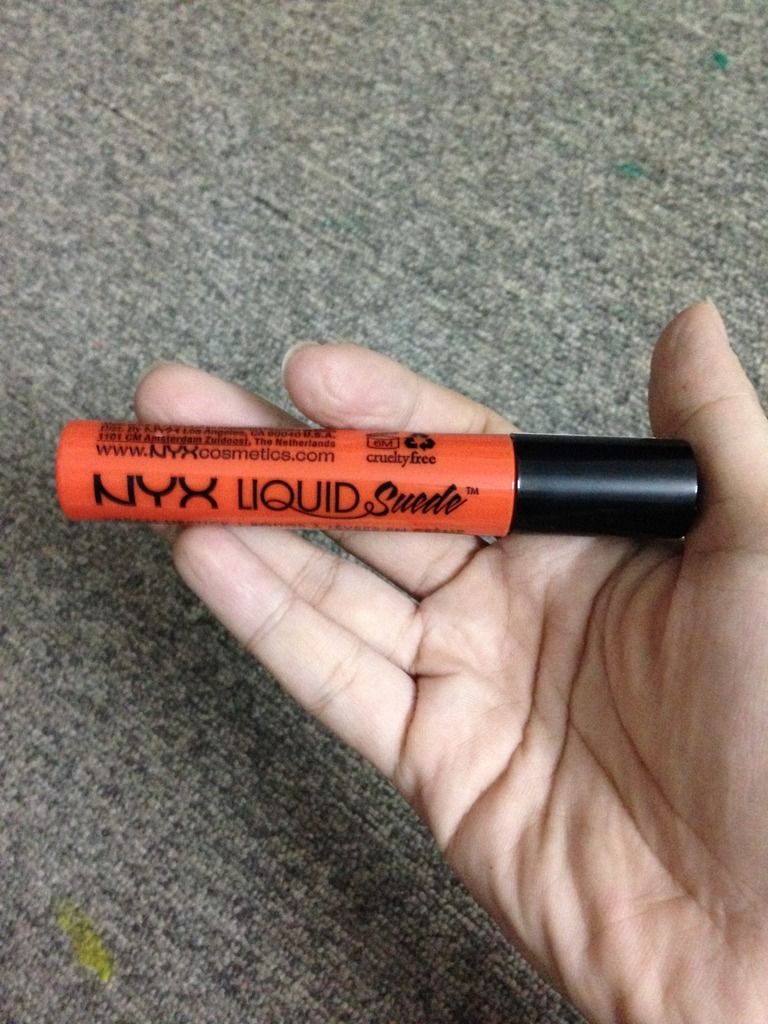 Dist. By NYX Los Angeles, CA 90040 U.S.A.
1101 CM Amsterdam Zuidoost, The Netherlands
www.NYXcosmetics.com
6M
crueltyfree
NYX LIQUID Suede™